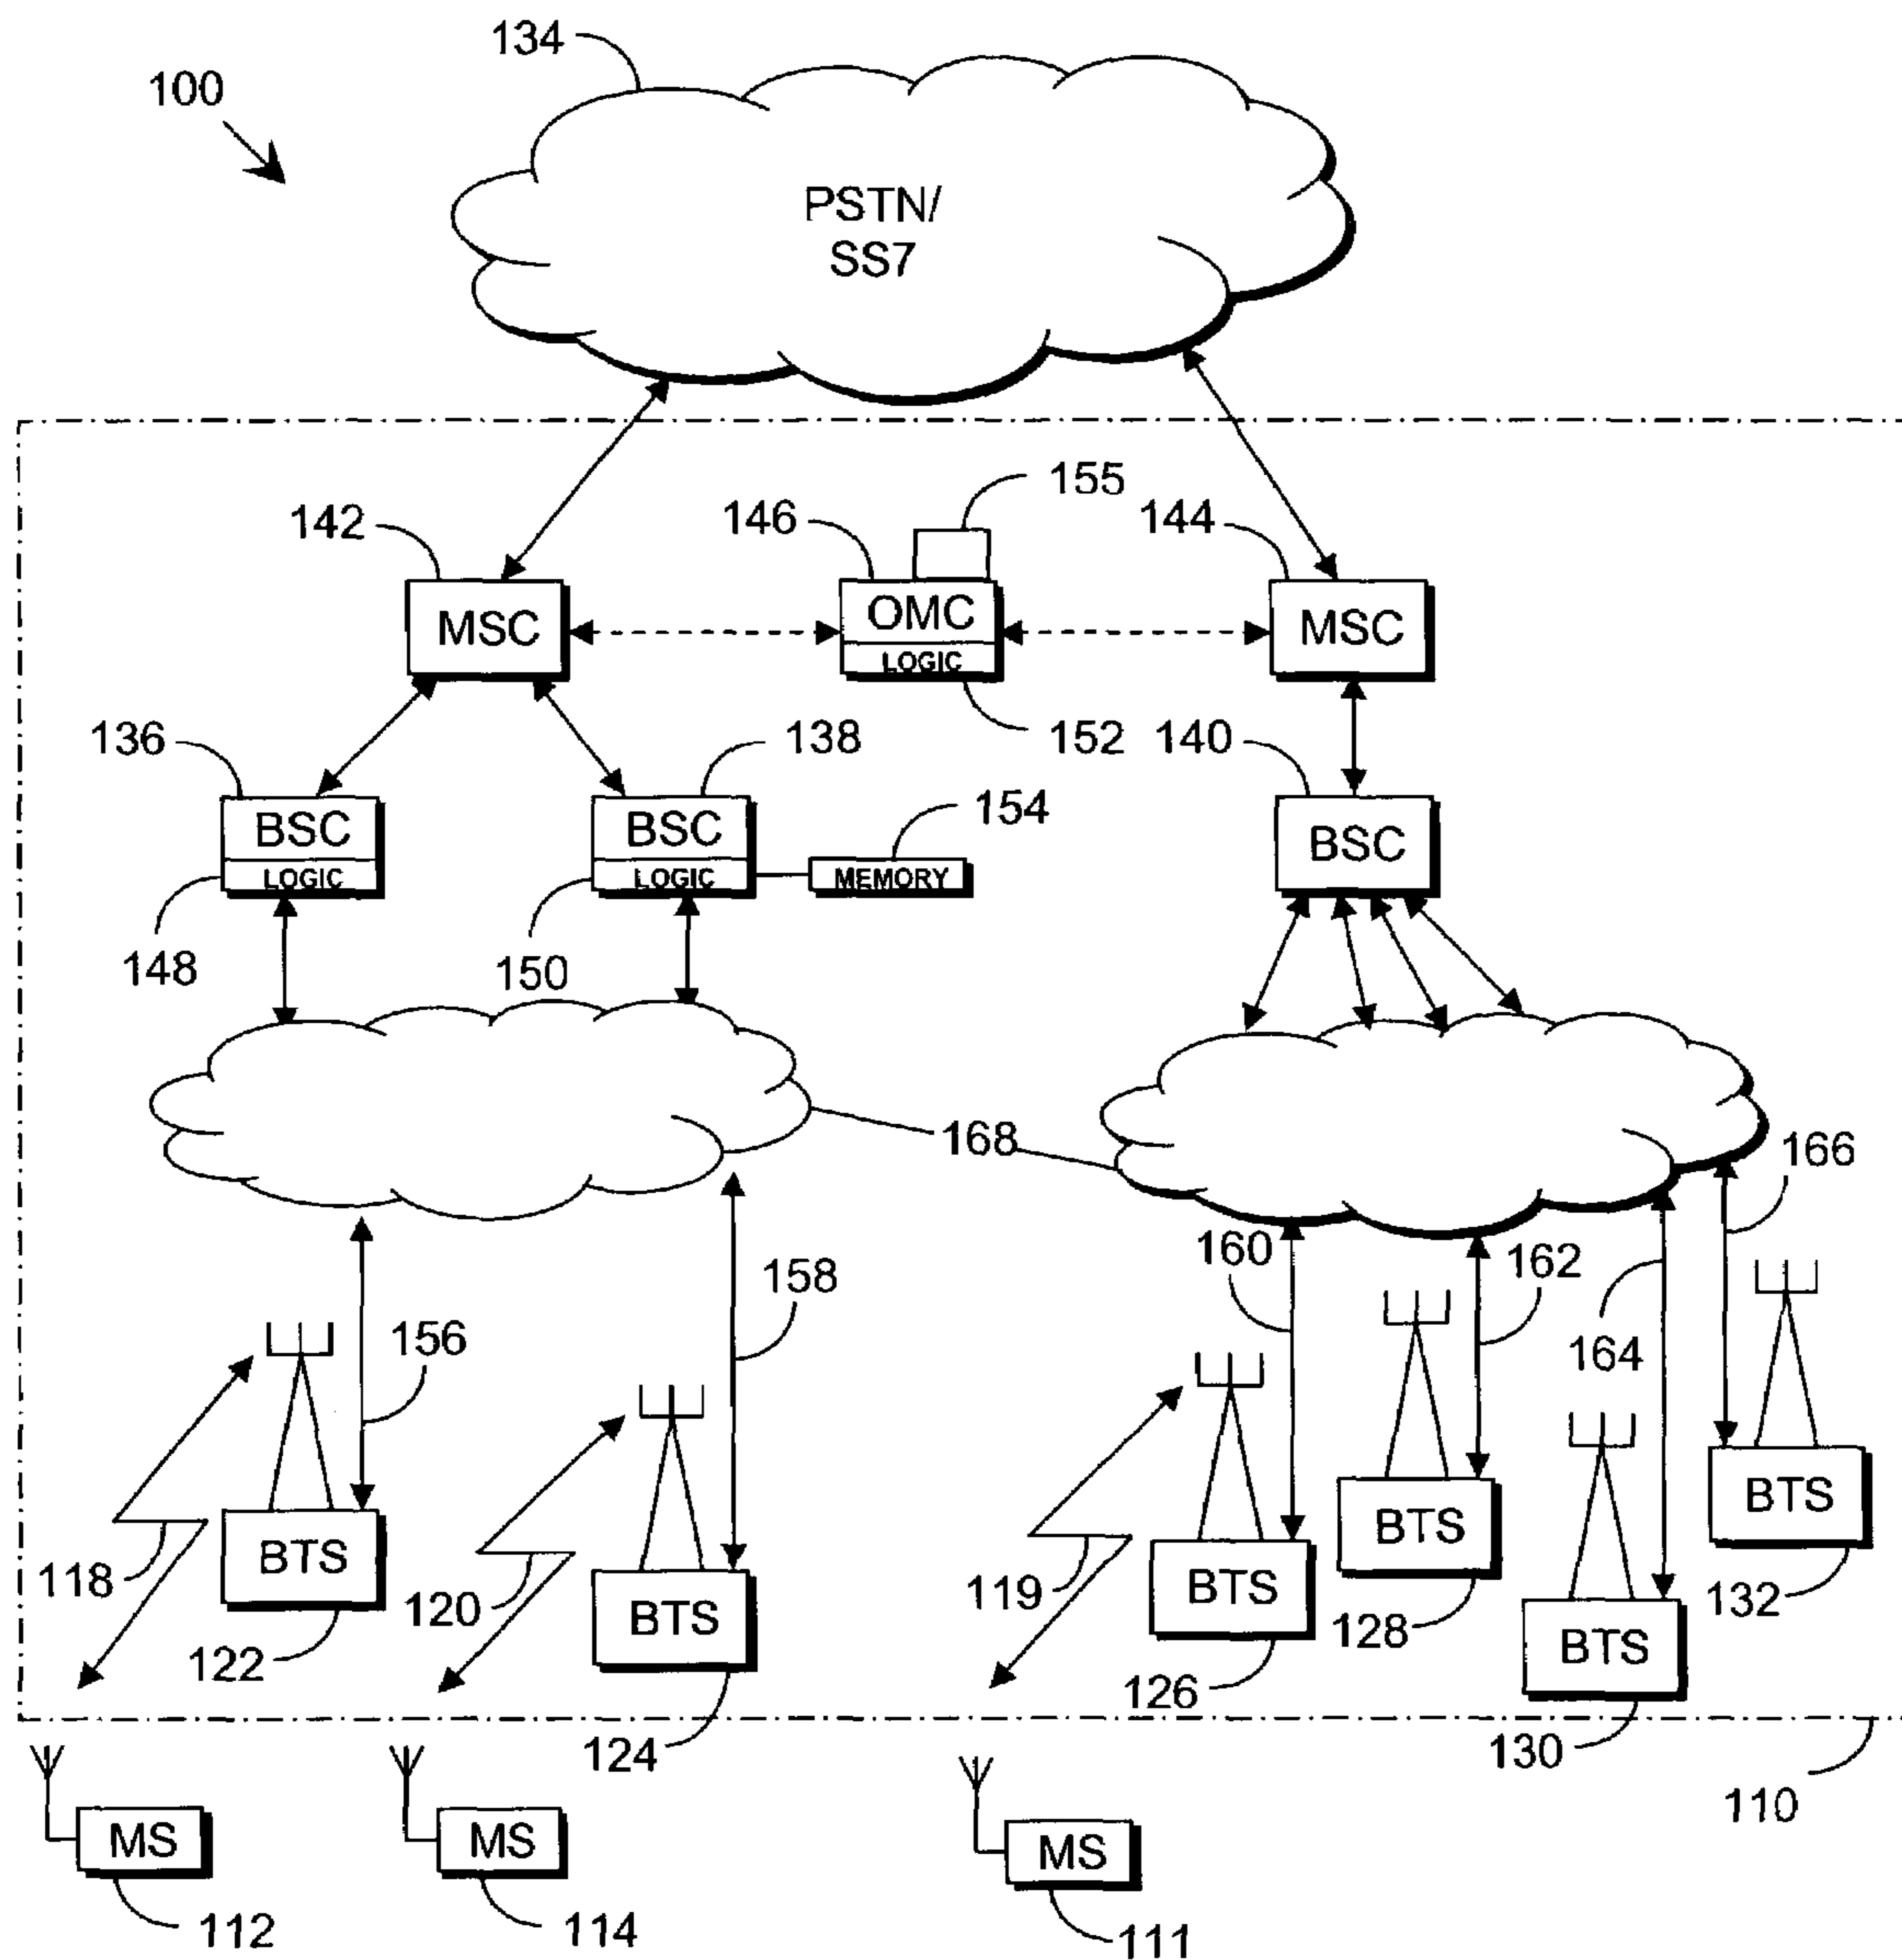 134
100
PSTN/
SS7
155
142
146
144
MSC
OMC
LOGIC
MSC
136
138
152
140
BSC
LOGIC
BSC
LOGIC
154
MEMORY
BSC
148
150
168
166
160
162
158
156
164
BTS
118
BTS
120
BTS
119
BTS
BTS
BTS
132
128
122
126
124
130
110
MS
MS
MS
112
114
111